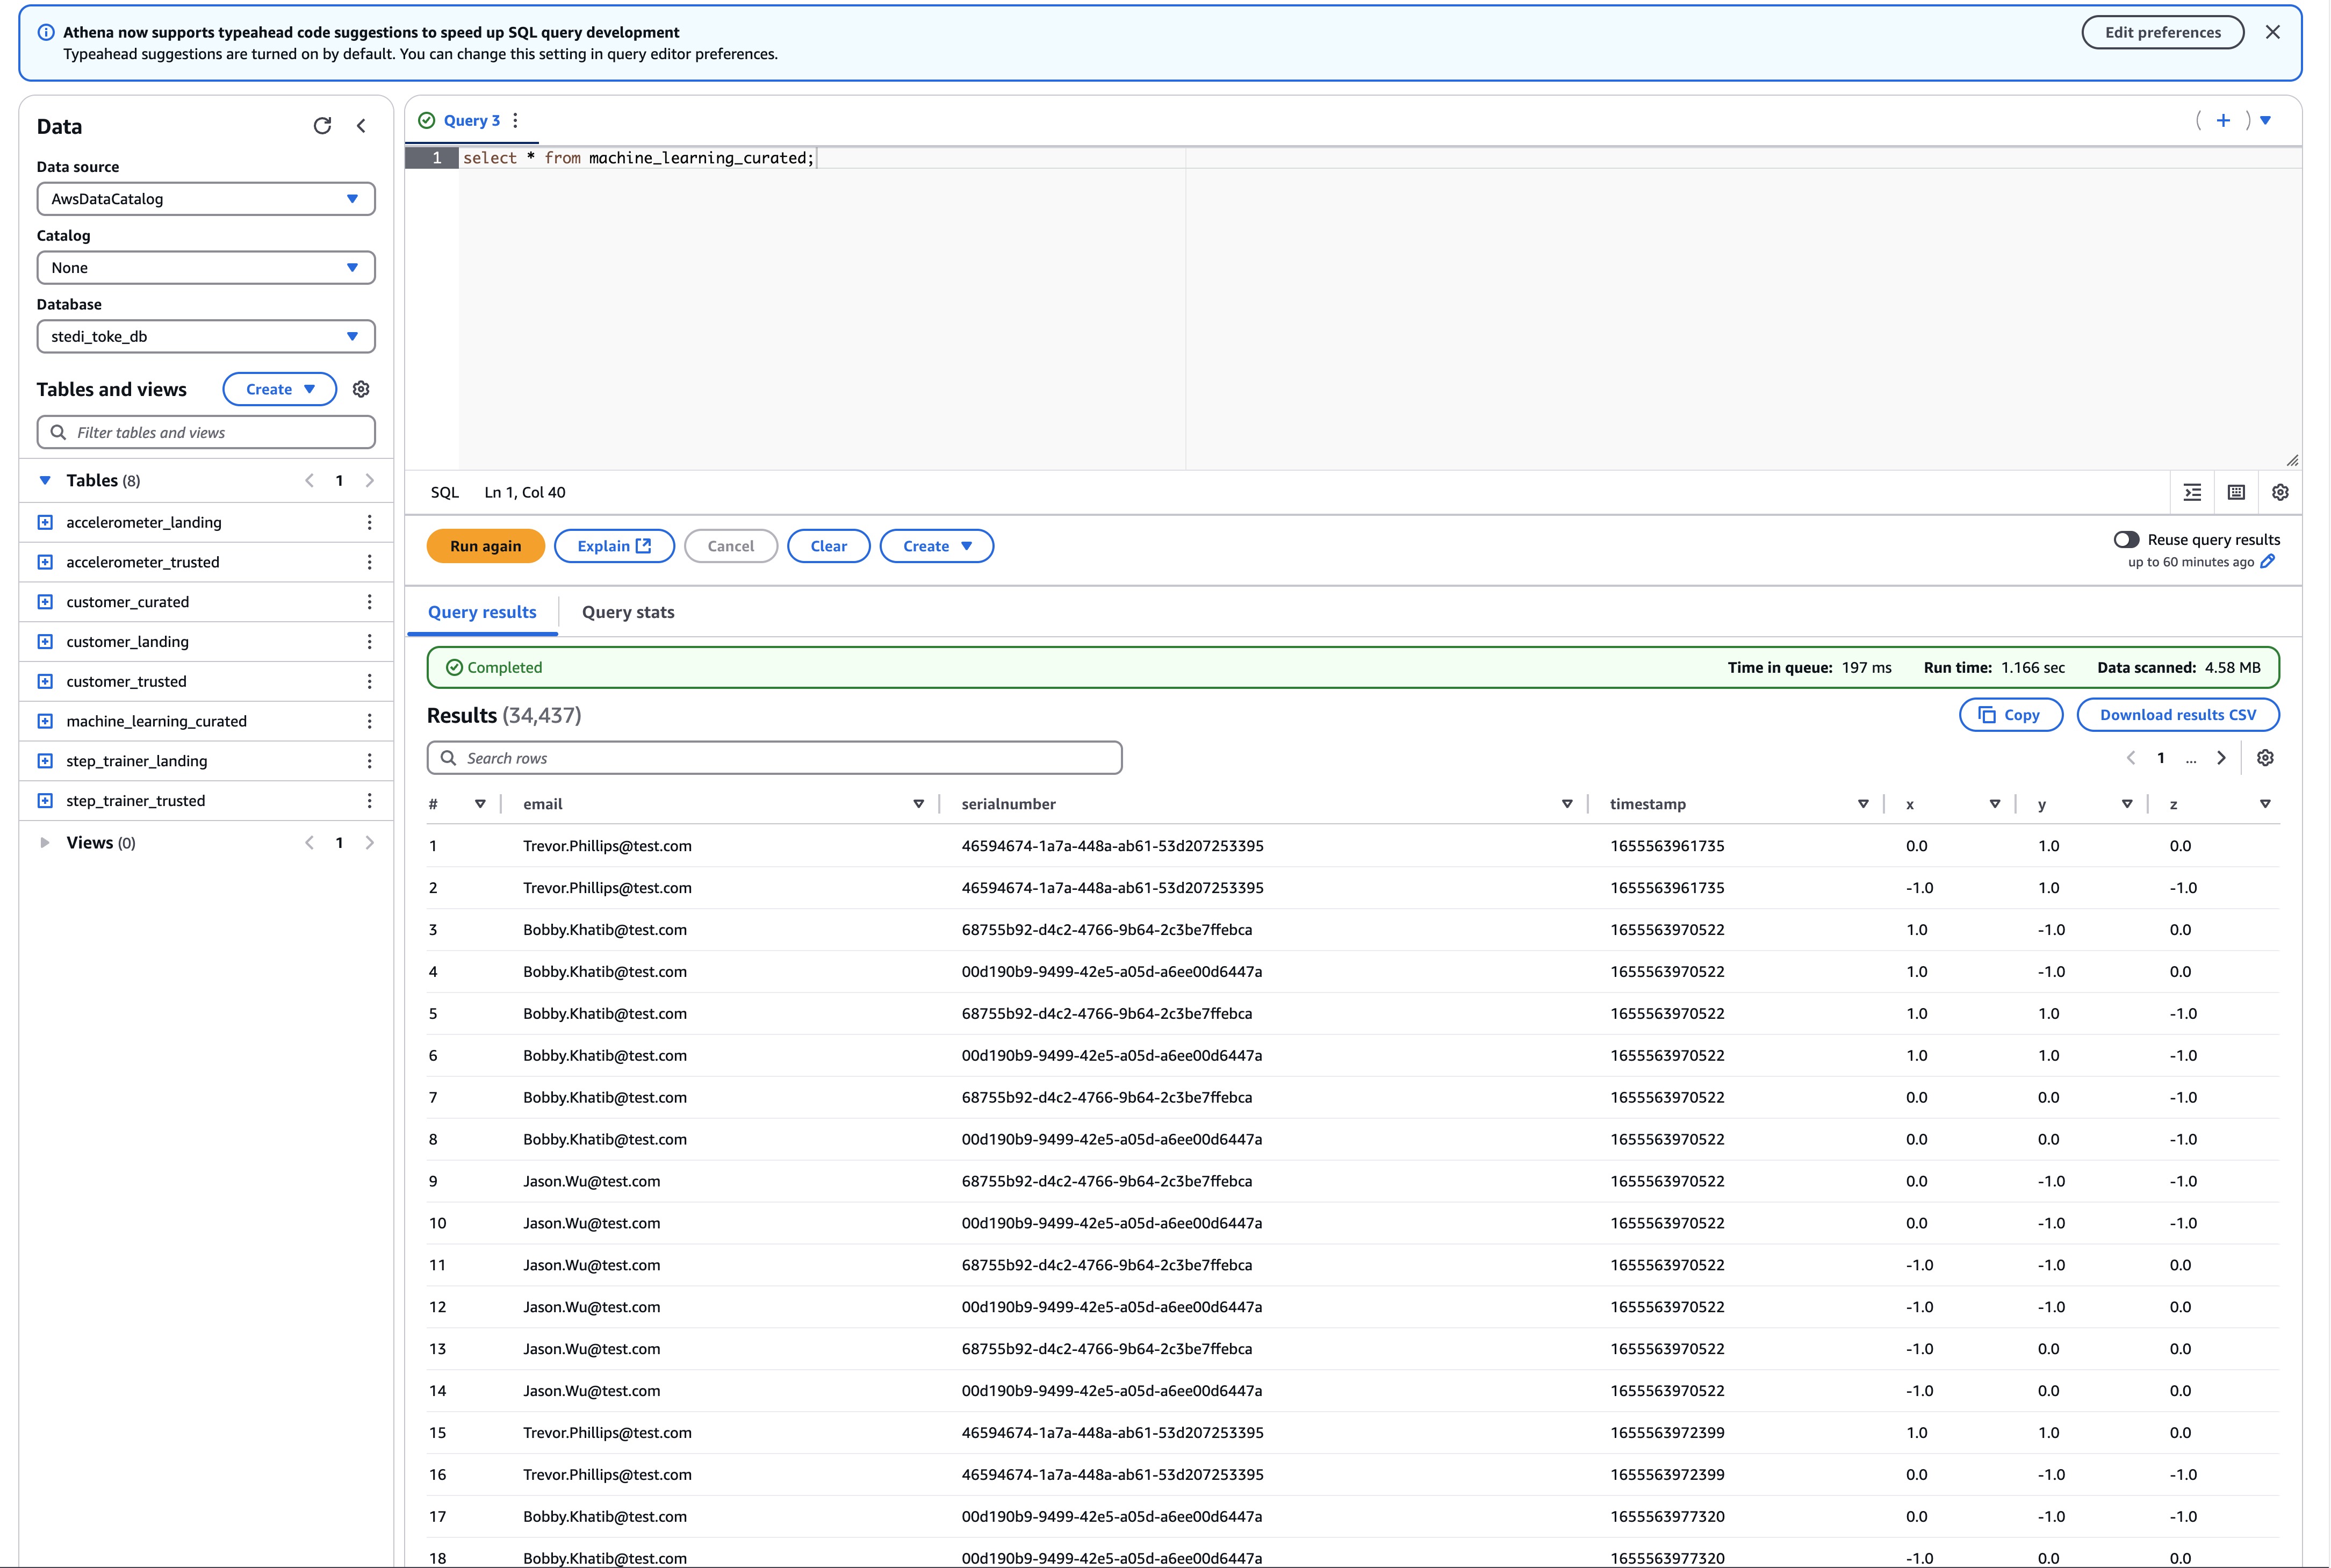 Athena now supports typeahead code suggestions to speed up SQL query development
Typeahead suggestions are turned on by default. You can change this setting in query editor preferences.
Edit preferences
Data
Data source
AwsDataCatalog
Catalog
None
Database
stedi_toke_db
Tables and views
Create
Filter tables and views
Tables (8)
1
accelerometer_landing
accelerometer_trusted
customer_curated
customer_landing
customer_trusted
machine_learning_curated
step_trainer_landing
step_trainer_trusted
Views (0)
1
Query 3
1 select * from machine_learning_curated;
SQL Ln 1, Col 40
Run again Explain Cancel Clear Create
Reuse query results
up to 60 minutes ago
Query results Query stats
Completed Time in queue: 197 ms Run time: 1.166 sec Data scanned: 4.58 MB
Results (34,437) Copy Download results CSV
Search rows
1 ...
# email serialnumber timestamp x y z
1 Trevor.Phillips@test.com 46594674-1a7a-448a-ab61-53d207253395 1655563961735 0.0 1.0 0.0
2 Trevor.Phillips@test.com 46594674-1a7a-448a-ab61-53d207253395 1655563961735 -1.0 1.0 -1.0
3 Bobby.Khatib@test.com 68755b92-d4c2-4766-9b64-2c3be7ffebca 1655563970522 1.0 -1.0 0.0
4 Bobby.Khatib@test.com 00d190b9-9499-42e5-a05d-a6ee00d6447a 1655563970522 1.0 -1.0 0.0
5 Bobby.Khatib@test.com 68755b92-d4c2-4766-9b64-2c3be7ffebca 1655563970522 1.0 1.0 -1.0
6 Bobby.Khatib@test.com 00d190b9-9499-42e5-a05d-a6ee00d6447a 1655563970522 1.0 1.0 -1.0
7 Bobby.Khatib@test.com 68755b92-d4c2-4766-9b64-2c3be7ffebca 1655563970522 0.0 0.0 -1.0
8 Bobby.Khatib@test.com 00d190b9-9499-42e5-a05d-a6ee00d6447a 1655563970522 0.0 0.0 -1.0
9 Jason.Wu@test.com 68755b92-d4c2-4766-9b64-2c3be7ffebca 1655563970522 0.0 -1.0 -1.0
10 Jason.Wu@test.com 00d190b9-9499-42e5-a05d-a6ee00d6447a 1655563970522 0.0 -1.0 -1.0
11 Jason.Wu@test.com 68755b92-d4c2-4766-9b64-2c3be7ffebca 1655563970522 -1.0 -1.0 0.0
12 Jason.Wu@test.com 00d190b9-9499-42e5-a05d-a6ee00d6447a 1655563970522 -1.0 -1.0 0.0
13 Jason.Wu@test.com 68755b92-d4c2-4766-9b64-2c3be7ffebca 1655563970522 -1.0 0.0 0.0
14 Jason.Wu@test.com 00d190b9-9499-42e5-a05d-a6ee00d6447a 1655563970522 -1.0 0.0 0.0
15 Trevor.Phillips@test.com 46594674-1a7a-448a-ab61-53d207253395 1655563972399 1.0 1.0 0.0
16 Trevor.Phillips@test.com 46594674-1a7a-448a-ab61-53d207253395 1655563972399 0.0 -1.0 -1.0
17 Bobby.Khatib@test.com 00d190b9-9499-42e5-a05d-a6ee00d6447a 1655563977320 0.0 -1.0 -1.0
18 Bobby.Khatib@test.com 00d190b9-9499-42e5-a05d-a6ee00d6447a 1655563977320 -1.0 0.0 0.0